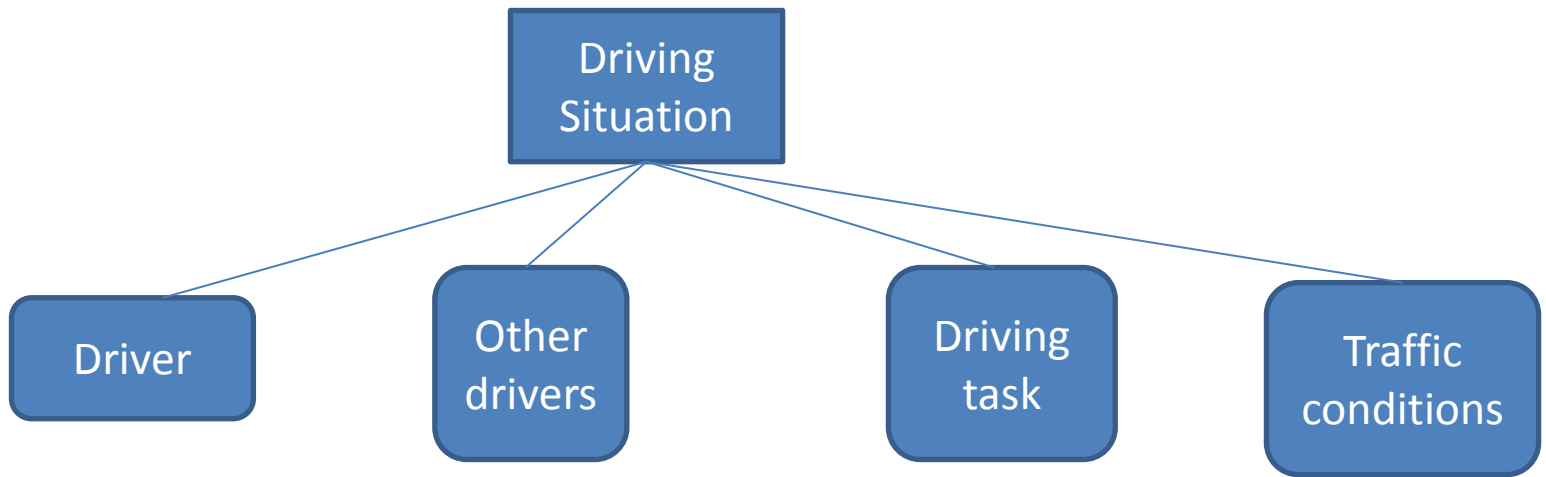 Driving
Situation
Driver
Other
drivers
Driving
task
Traffic
conditions